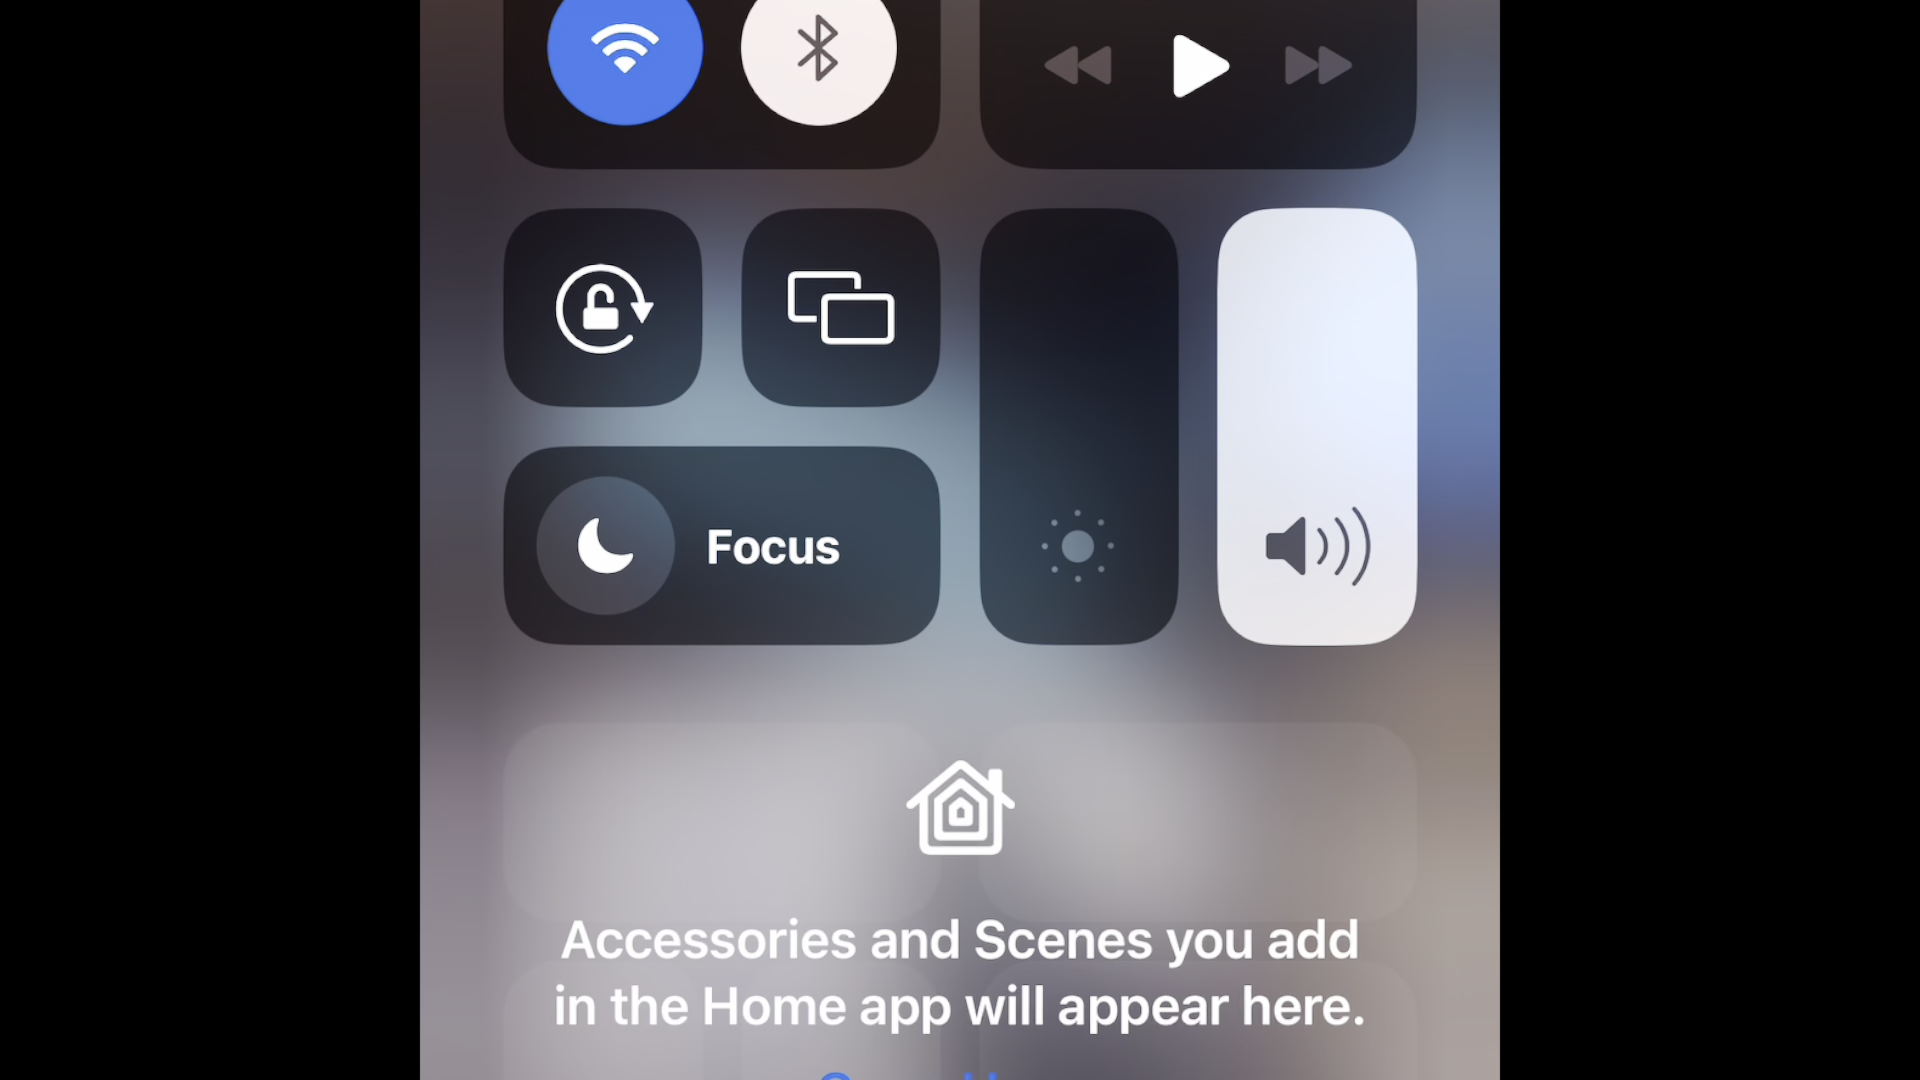 Focus
Accessories and Scenes you add
in the Home app will appear here.